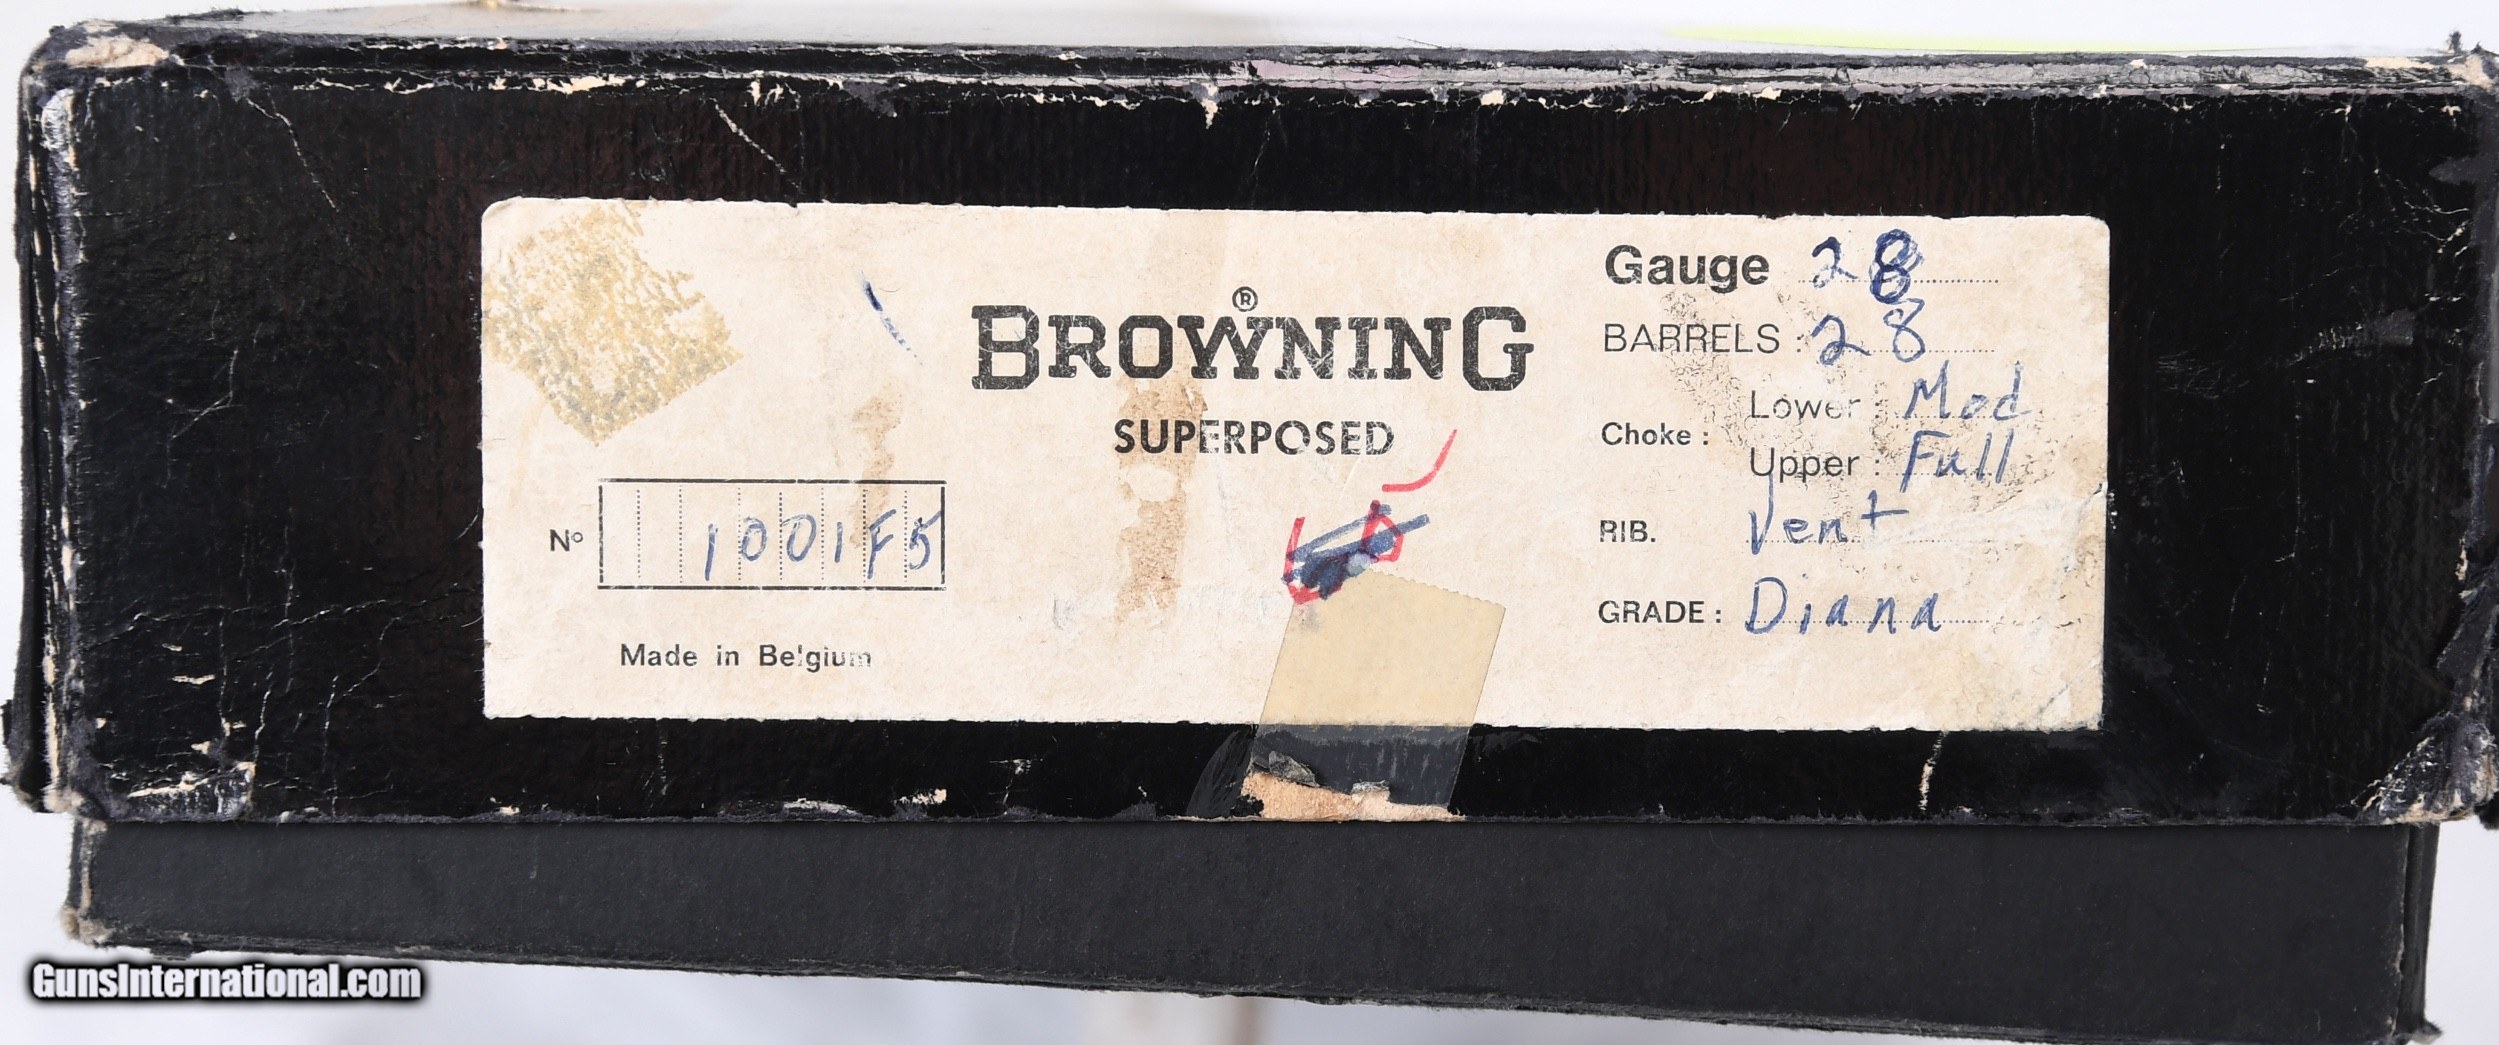 BROWNING®
SUPERPOSED
Nº 1001F5
Made in Belgium
Gauge 28
BARRELS : 28
Choke :
Lower : Mod
Upper : Full
RIB. Vent
GRADE : Diana
GunsInternational.com